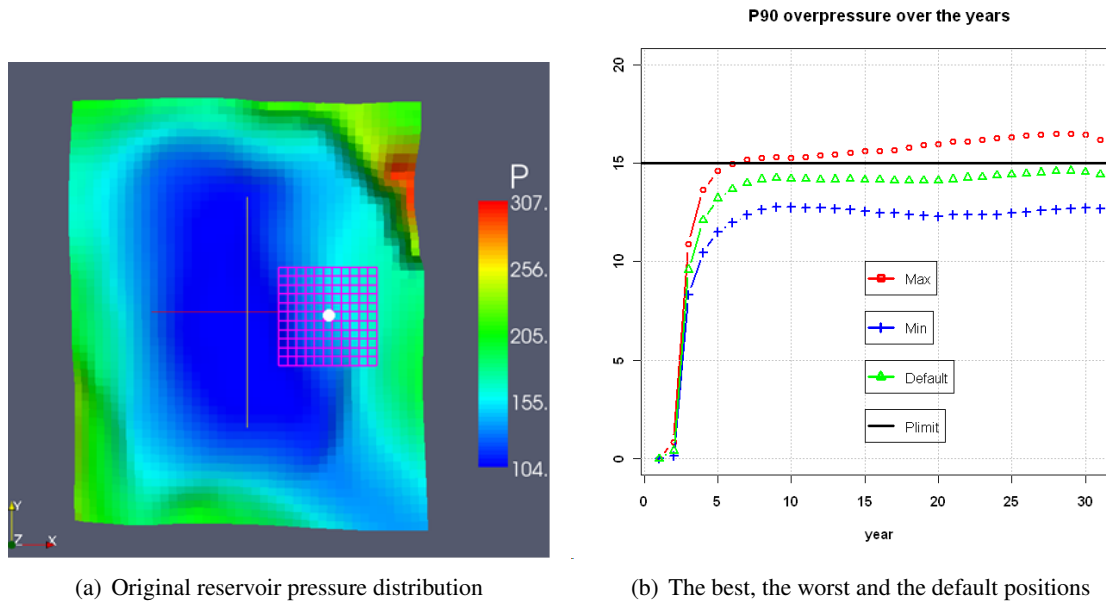 P90 overpressure over the years
P
307.
256.
205.
155.
104.
Y
Z
X
20
15
10
5
0
Max
Min
Default
Plimit
0
5
10
15
20
25
30
year
(a) Original reservoir pressure distribution
(b) The best, the worst and the default positions